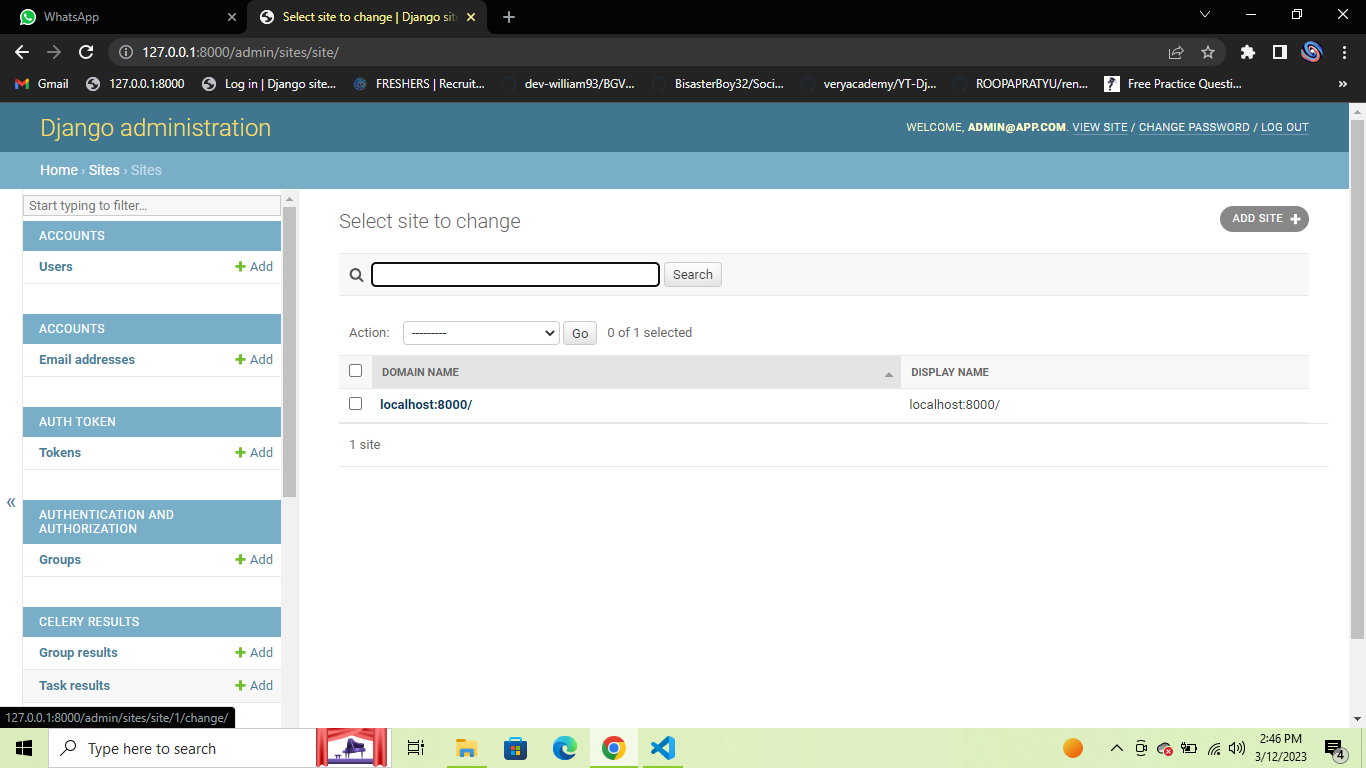 WhatsApp
Select site to change | Django sit
127.0.0.1:8000/admin/sites/site/
Gmail
127.0.0.1:8000
Log in | Django site...
FRESHERS | Recruit...
dev-william93/BGV...
BisasterBoy32/Soci...
veryacademy/YT-Dj...
ROOPAPRATYU/ren...
Free Practice Questi...
»
Django administration
WELCOME, ADMIN@APP.COM. VIEW SITE / CHANGE PASSWORD / LOG OUT
Home › Sites › Sites
Start typing to filter...
ACCOUNTS
Users
Add
ACCOUNTS
Email addresses
Add
AUTH TOKEN
Tokens
Add
«
AUTHENTICATION AND
AUTHORIZATION
Groups
Add
CELERY RESULTS
Group results
Add
Task results
Add
Select site to change
ADD SITE
Search
Action:
---------
Go
0 of 1 selected
DOMAIN NAME
DISPLAY NAME
localhost:8000/
localhost:8000/
1 site
127.0.0.1:8000/admin/sites/site/1/change/
Type here to search
2:46 PM
3/12/2023
4